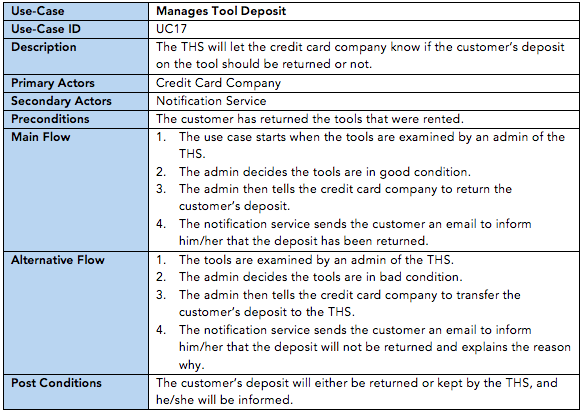 Use-Case Manages Tool Deposit
Use-Case ID UC17
Description The THS will let the credit card company know if the customer's deposit
on the tool should be returned or not.
Primary Actors Credit Card Company
Secondary Actors Notification Service
Preconditions The customer has returned the tools that were rented.
Main Flow 1. The use case starts when the tools are examined by an admin of the
THS.
2. The admin decides the tools are in good condition.
3. The admin then tells the credit card company to return the
customer's deposit.
4. The notification service sends the customer an email to inform
him/her that the deposit has been returned.
Alternative Flow 1. The tools are examined by an admin of the THS.
2. The admin decides the tools are in bad condition.
3. The admin then tells the credit card company to transfer the
customer's deposit to the THS.
4. The notification service sends the customer an email to inform
him/her that the deposit will not be returned and explains the reason
why.
Post Conditions The customer's deposit will either be returned or kept by the THS, and
he/she will be informed.